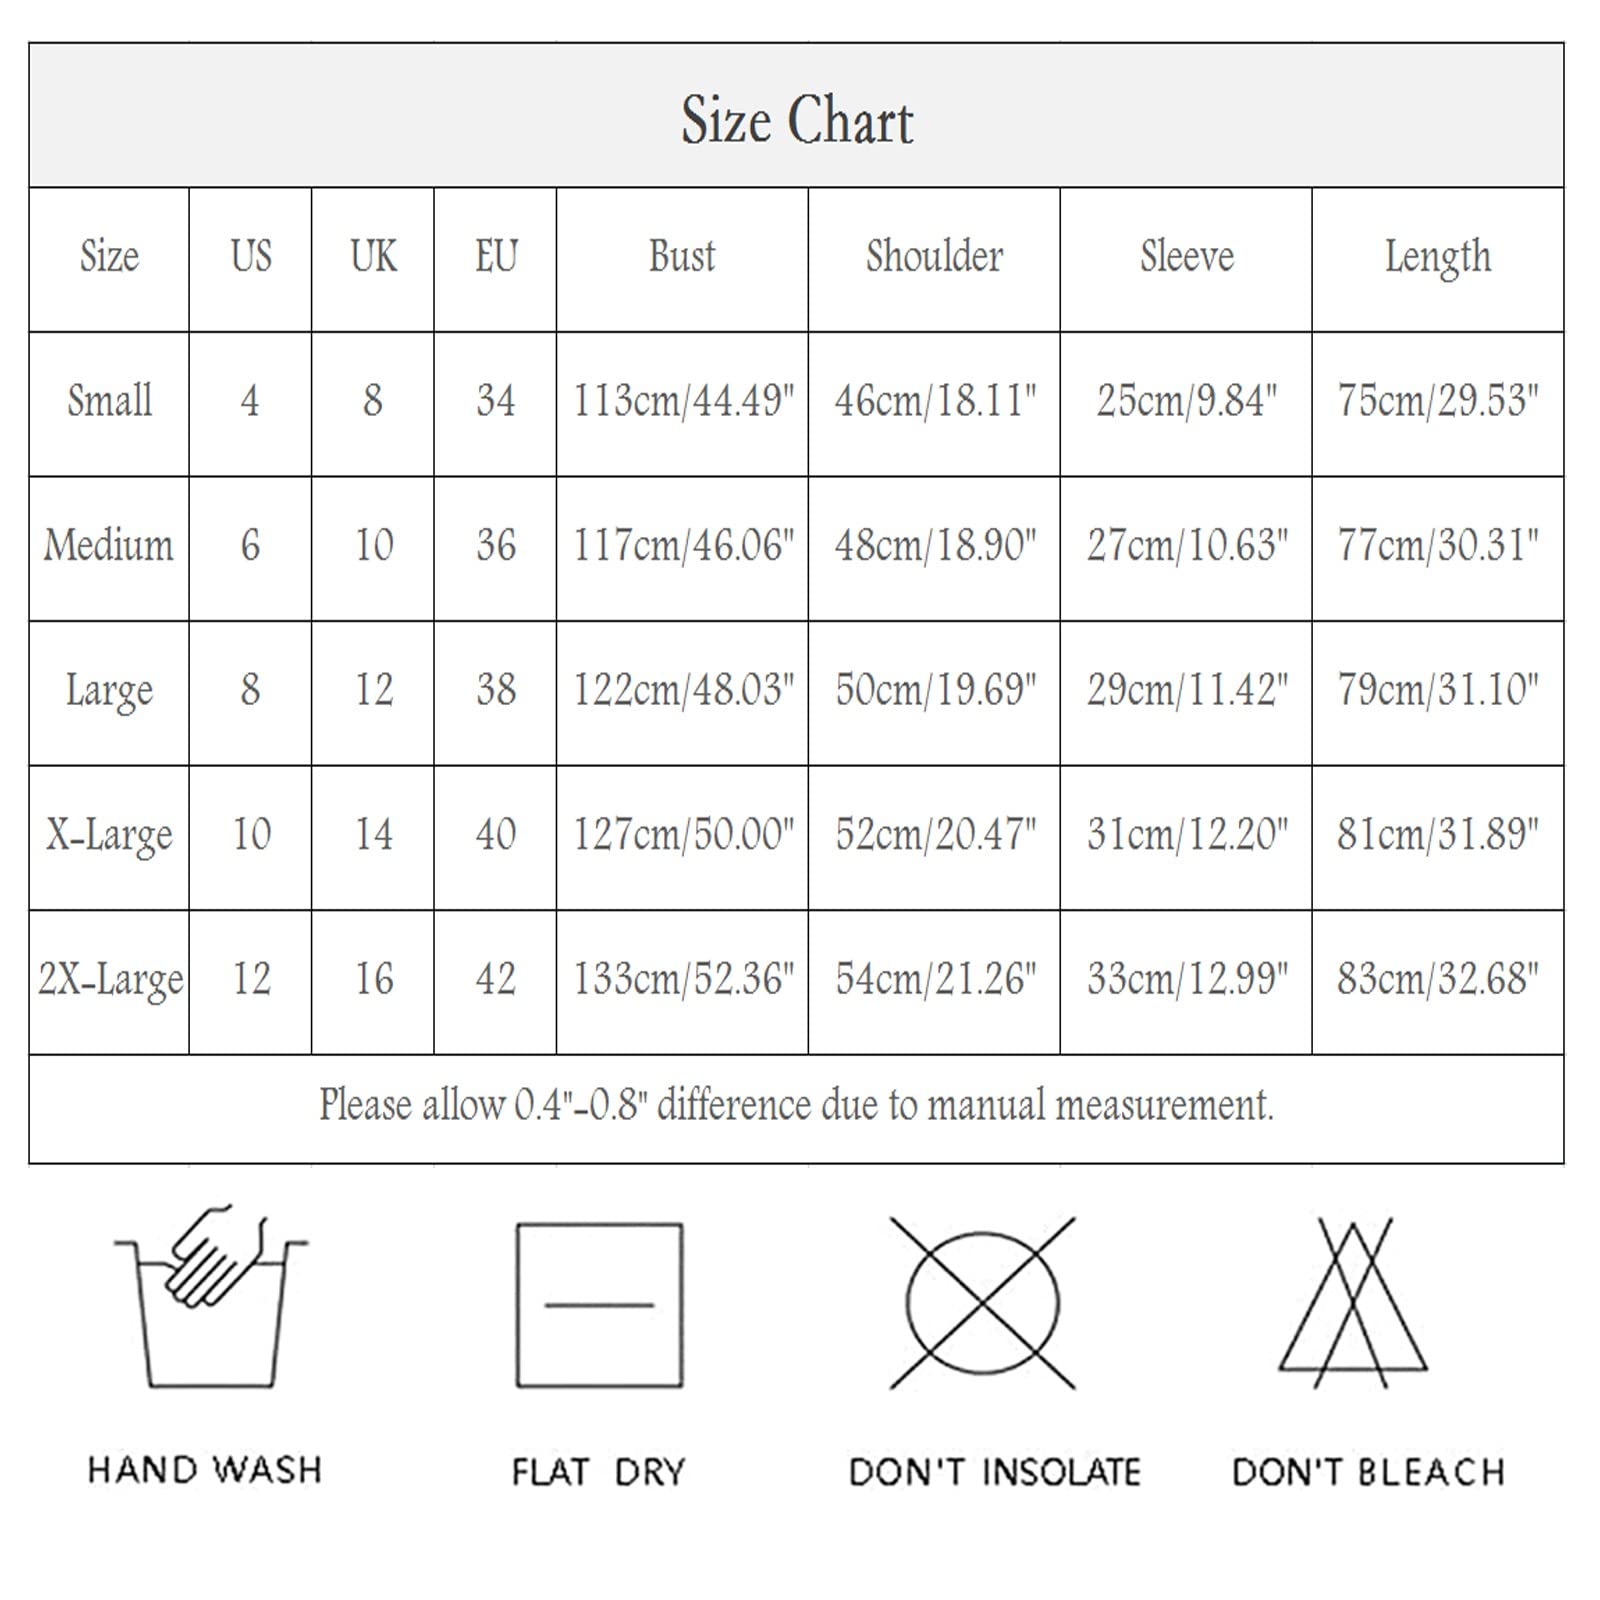 Size Chart
Size US UK EU Bust Shoulder Sleeve Length
Small 4 8 34 113cm/44.49" 46cm/18.11" 25cm/9.84" 75cm/29.53"
Medium 6 10 36 117cm/46.06" 48cm/18.90" 27cm/10.63" 77cm/30.31"
Large 8 12 38 122cm/48.03" 50cm/19.69" 29cm/11.42" 79cm/31.10"
X-Large 10 14 40 127cm/50.00" 52cm/20.47" 31cm/12.20" 81cm/31.89"
2X-Large 12 16 42 133cm/52.36" 54cm/21.26" 33cm/12.99" 83cm/32.68"
Please allow 0.4"-0.8" difference due to manual measurement.
HAND WASH FLAT DRY DON'T INSOLATE DON'T BLEACH